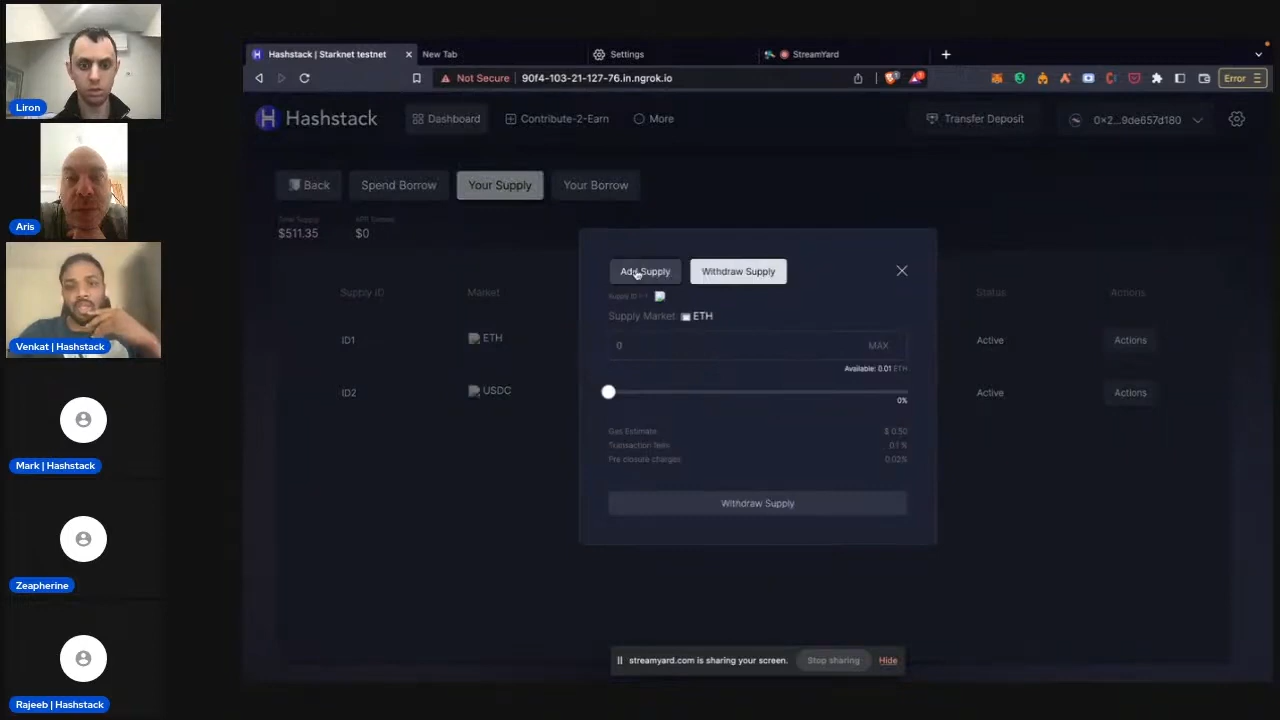 Liron
Aris
Venkat | Hashstack
Mark | Hashstack
Zeapherine
Rajeeb | Hashstack
Hashstack | Starknet testnet
New Tab
Settings
StreamYard
Not Secure
90f4-103-21-127-76.in.ngrok.io
Error
Hashstack
Dashboard
Contribute-2-Earn
More
Transfer Deposit
0x2...9de657d180
Back
Spend Borrow
Your Supply
Your Borrow
Total Supply
$511.35
$0
Supply ID
Market
Status
Actions
ID1
ETH
Active
Actions
ID2
USDC
Active
Actions
Add Supply
Withdraw Supply
Supply ID
Supply Market
ETH
0
MAX
Available: 0.01 ETH
0%
Gas Estimate:
$ 0.50
Transaction fees:
0.1 %
Pre closure charges:
0.02%
Withdraw Supply
streamyard.com is sharing your screen.
Stop sharing
Hide